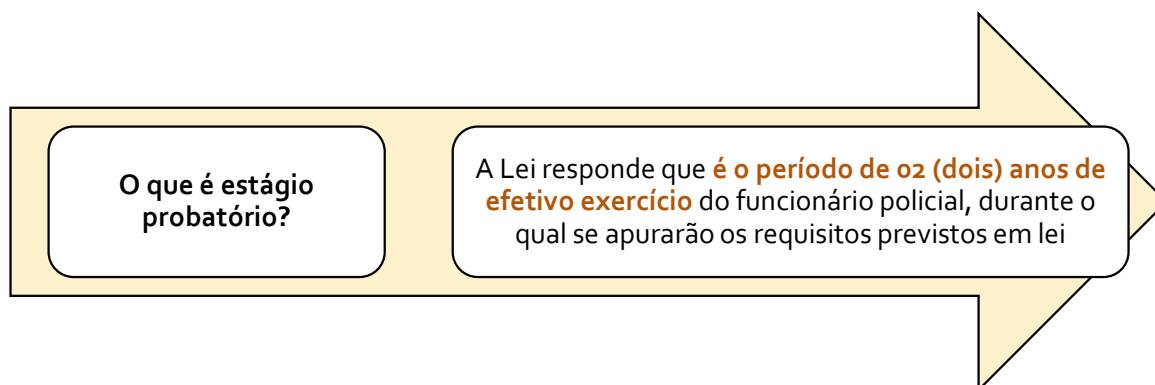 O que é estágio
probatório?
A Lei responde que é o período de 02 (dois) anos de
efetivo exercício do funcionário policial, durante o
qual se apurarão os requisitos previstos em lei